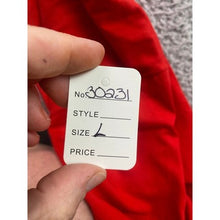 No. 30231
STYLE
SIZE L
PRICE